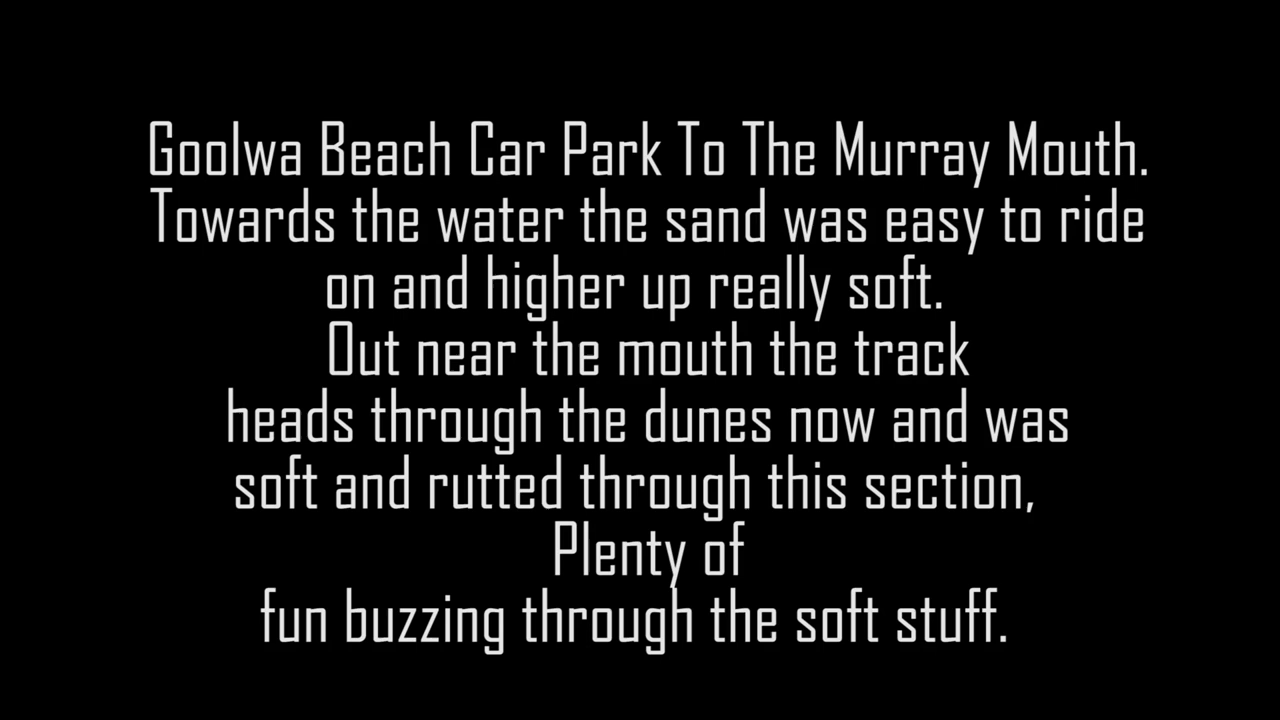 Goolwa Beach Car Park To The Murray Mouth.
Towards the water the sand was easy to ride
on and higher up really soft.
Out near the mouth the track
heads through the dunes now and was
soft and rutted through this section,
Plenty of
fun buzzing through the soft stuff.